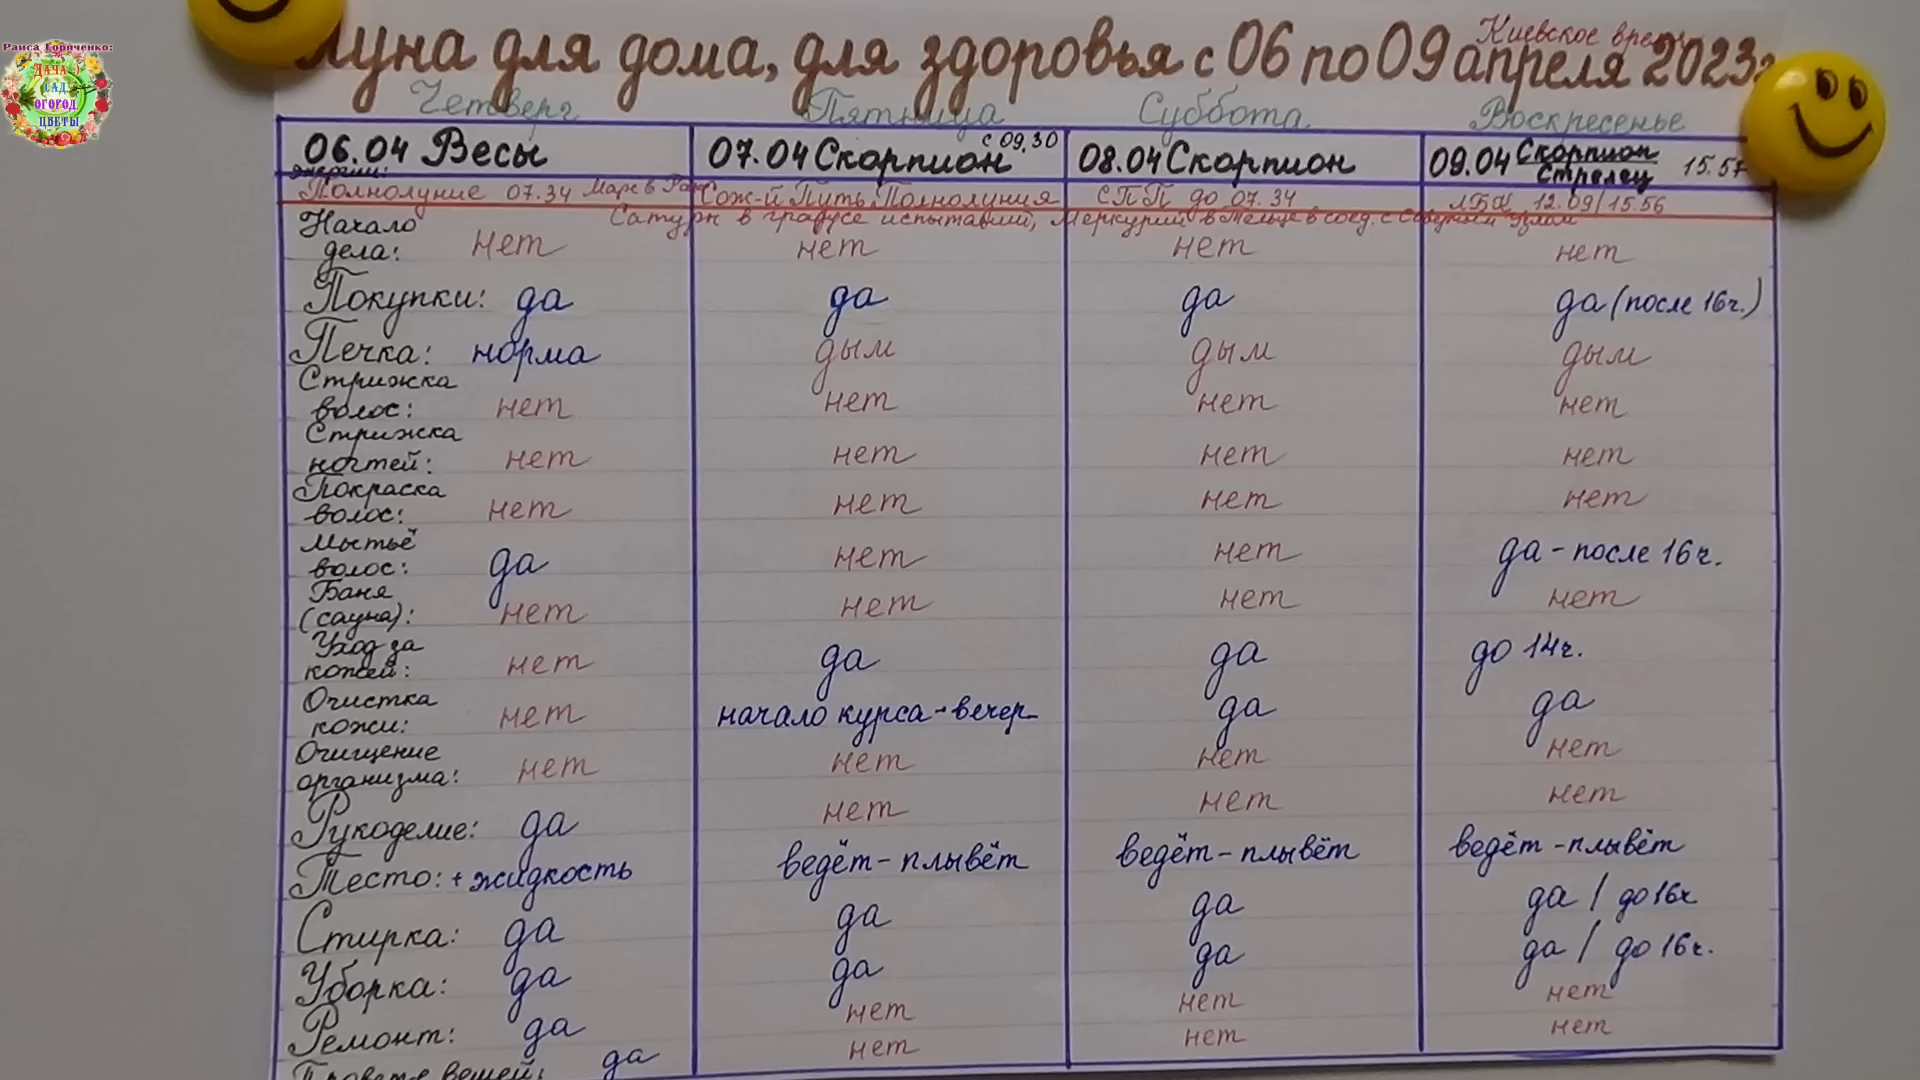 Раиса Горяченко:
ДАЧА :)
САД,
ОГОРОД,
ЦВЕТЫ
Киевское
Луна для дома, для здоровья с 06 по 09 апреля 2023г
Четверг Пятница Суббота. Воскресенье
06.04 Весы 07.04 Скорпион с 09.30 08.04 Скорпион 09.04 Скорпион Стрелец 15.57
энергии:
Полнолуние 07.34 Марс в Сож-й Путь Полнолуния СПП до 07.34 ЛБК 12.09/15.56
Сатурн в градусе испытаний, Меркурий в Тельце в соед. с Северным Узлом
Начало
дела: нет нет нет нет
Покупки: да да да да (после 16ч.)
Печка: норма дым дым дым
Стрижка
волос: нет нет нет нет
Стрижка
ногтей: нет нет нет нет
Покраска
волос: нет нет нет нет
Мытьё
волос: да нет нет да - после 16ч.
Баня
(сауна): нет нет нет нет
Уход за
кожей: нет да да до 14ч.
Очистка
кожи: нет начало курса - вечер да да
Очищение
организма: нет нет нет нет
Рукоделие: да нет нет нет
Тесто: + жидкость ведёт - плывёт ведёт - плывёт ведёт - плывёт
Стирка: да да да да / до 16ч
Уборка: да да да да / до 16ч.
Ремонт: да нет нет нет
вещей: да нет нет нет